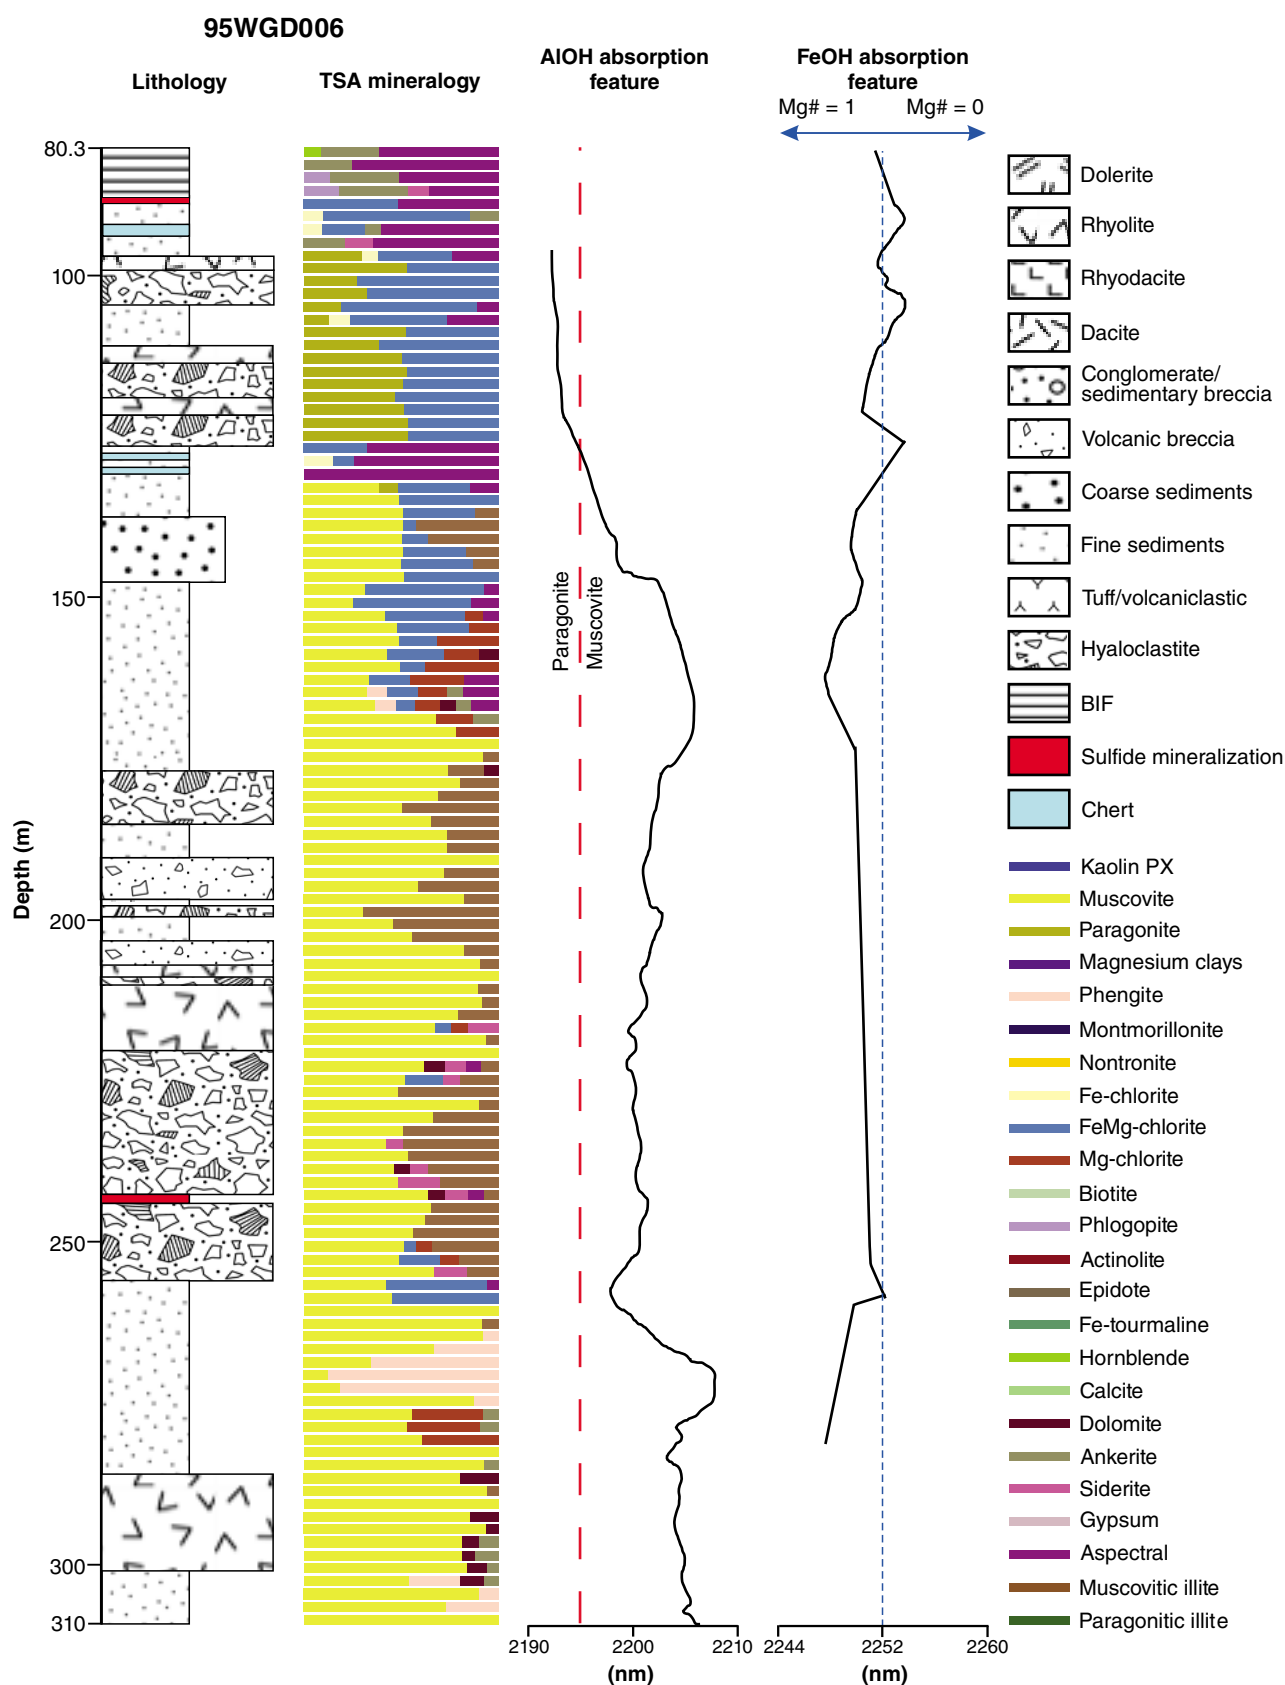 95WGD006
Lithology
TSA mineralogy
AlOH absorption
feature
FeOH absorption
feature
Mg# = 1
Mg# = 0
80.3
100
150
200
250
300
310
Depth (m)
Paragonite
Muscovite
2190
2200
2210
(nm)
2244
2252
2260
(nm)
Dolerite
Rhyolite
Rhyodacite
Dacite
Conglomerate/
sedimentary breccia
Volcanic breccia
Coarse sediments
Fine sediments
Tuff/volcaniclastic
Hyaloclastite
BIF
Sulfide mineralization
Chert
Kaolin PX
Muscovite
Paragonite
Magnesium clays
Phengite
Montmorillonite
Nontronite
Fe-chlorite
FeMg-chlorite
Mg-chlorite
Biotite
Phlogopite
Actinolite
Epidote
Fe-tourmaline
Hornblende
Calcite
Dolomite
Ankerite
Siderite
Gypsum
Aspectral
Muscovitic illite
Paragonitic illite